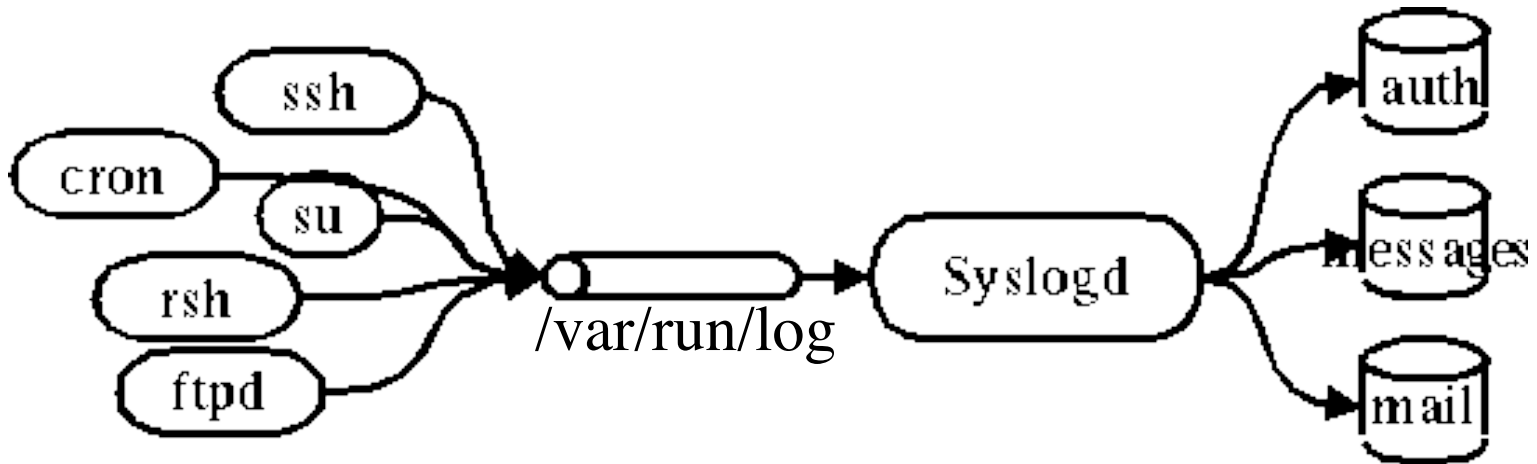 ssh
cron
su
rsh
ftpd
/var/run/log
Syslogd
auth
messages
mail